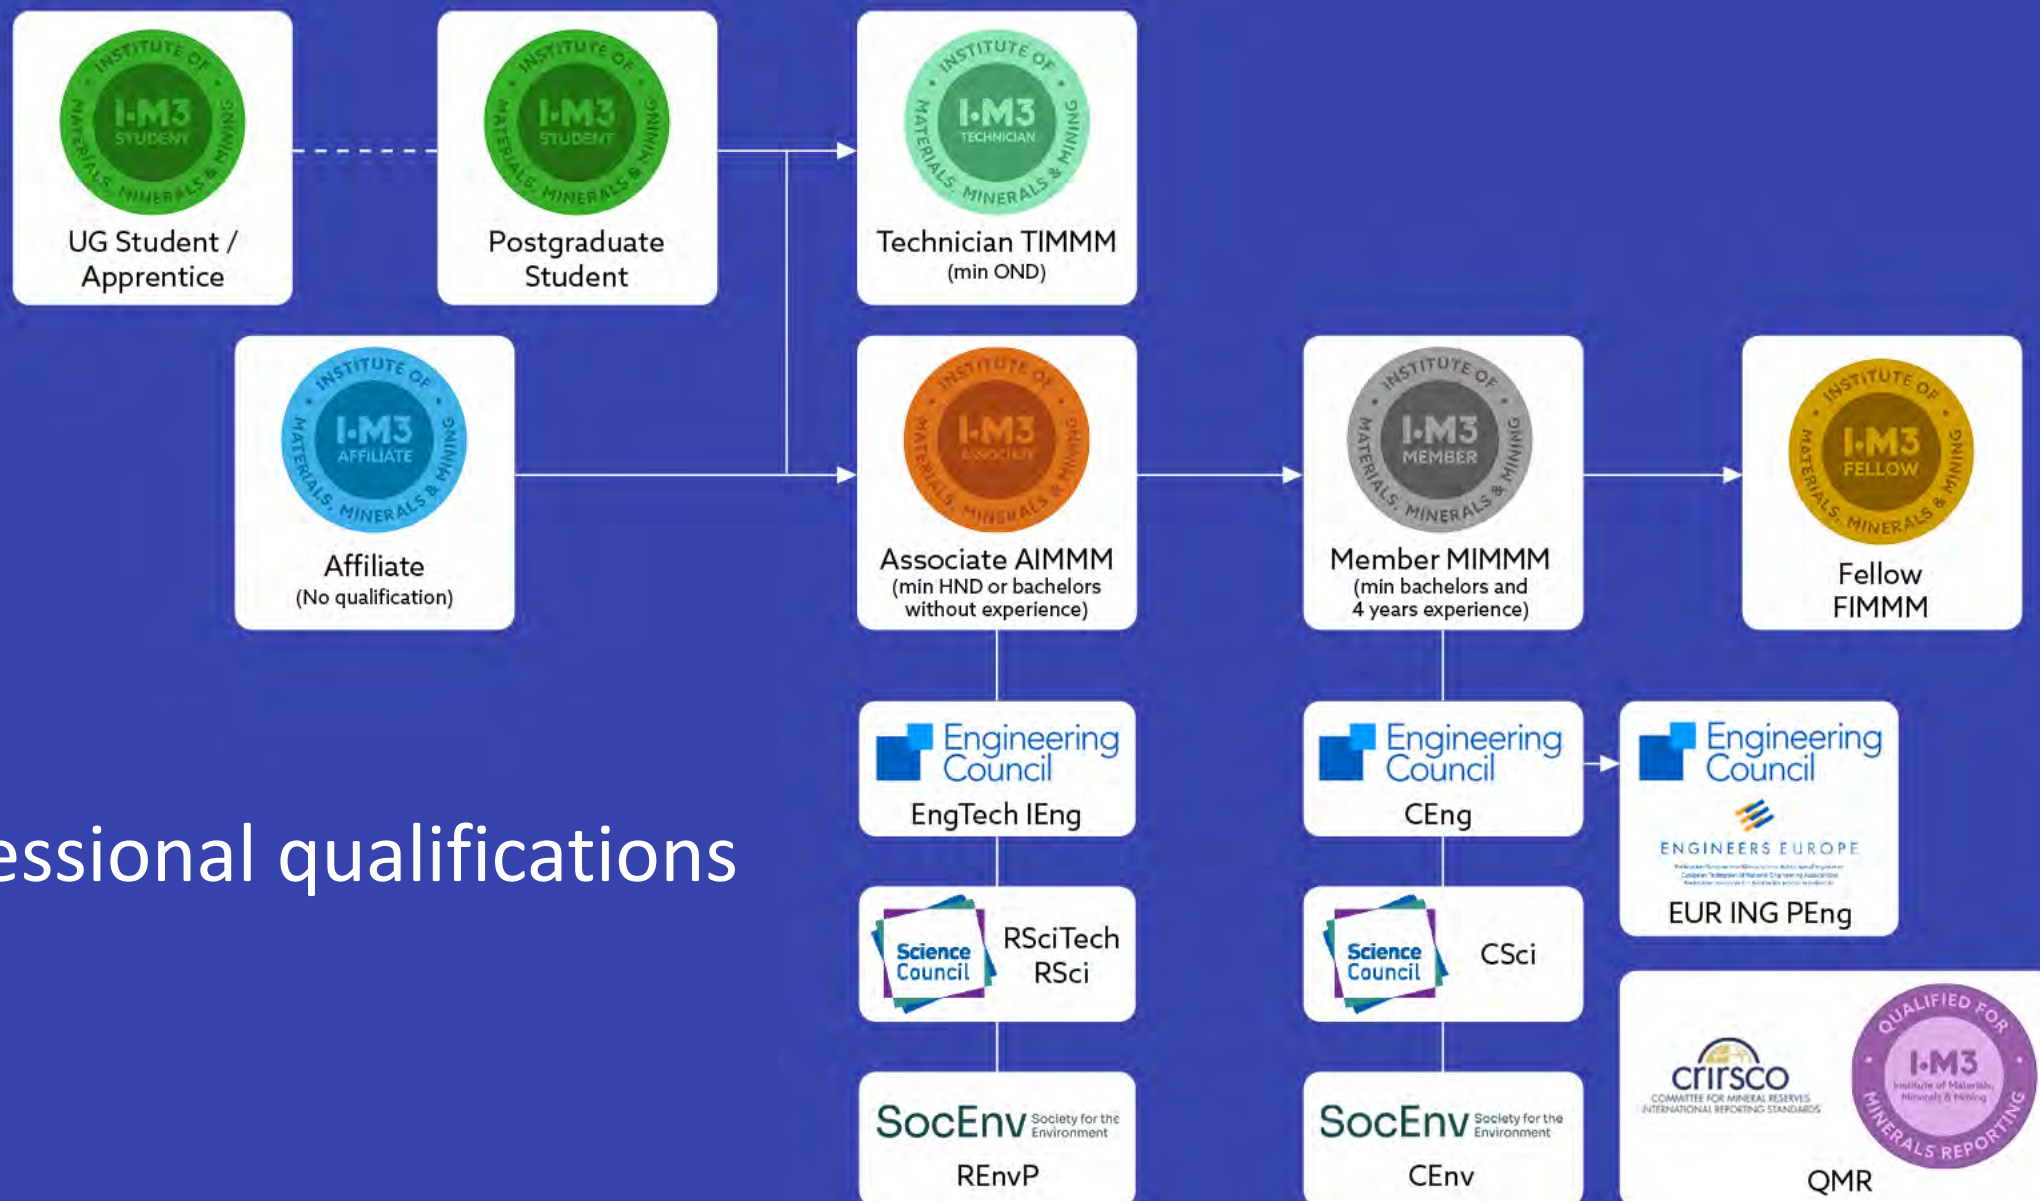 INSTITUTE OF
MATERIALS, MINERALS & MINING
I·M3
STUDENT
UG Student /
Apprentice
INSTITUTE OF
MATERIALS, MINERALS & MINING
I·M3
STUDENT
Postgraduate
Student
INSTITUTE OF
MATERIALS, MINERALS & MINING
I·M3
TECHNICIAN
Technician TIMMM
(min OND)
INSTITUTE OF
MATERIALS, MINERALS & MINING
I·M3
AFFILIATE
Affiliate
(No qualification)
INSTITUTE OF
MATERIALS, MINERALS & MINING
I·M3
ASSOCIATE
Associate AIMMM
(min HND or bachelors
without experience)
INSTITUTE OF
MATERIALS, MINERALS & MINING
I·M3
MEMBER
Member MIMMM
(min bachelors and
4 years experience)
INSTITUTE OF
MATERIALS, MINERALS & MINING
I·M3
FELLOW
Fellow
FIMMM
Engineering
Council
EngTech IEng
Engineering
Council
CEng
Engineering
Council
ENGINEERS EUROPE
EUR ING PEng
essional qualifications
Science
Council
RSciTech
RSci
Science
Council
CSci
SocEnv Society for the
Environment
REnvP
SocEnv Society for the
Environment
CEnv
crirsco
COMMITTEE FOR MINERAL RESERVES
INTERNATIONAL REPORTING STANDARDS
QUALIFIED FOR
MINERALS REPORTING
I·M3
Institute of Materials,
Minerals & Mining
QMR